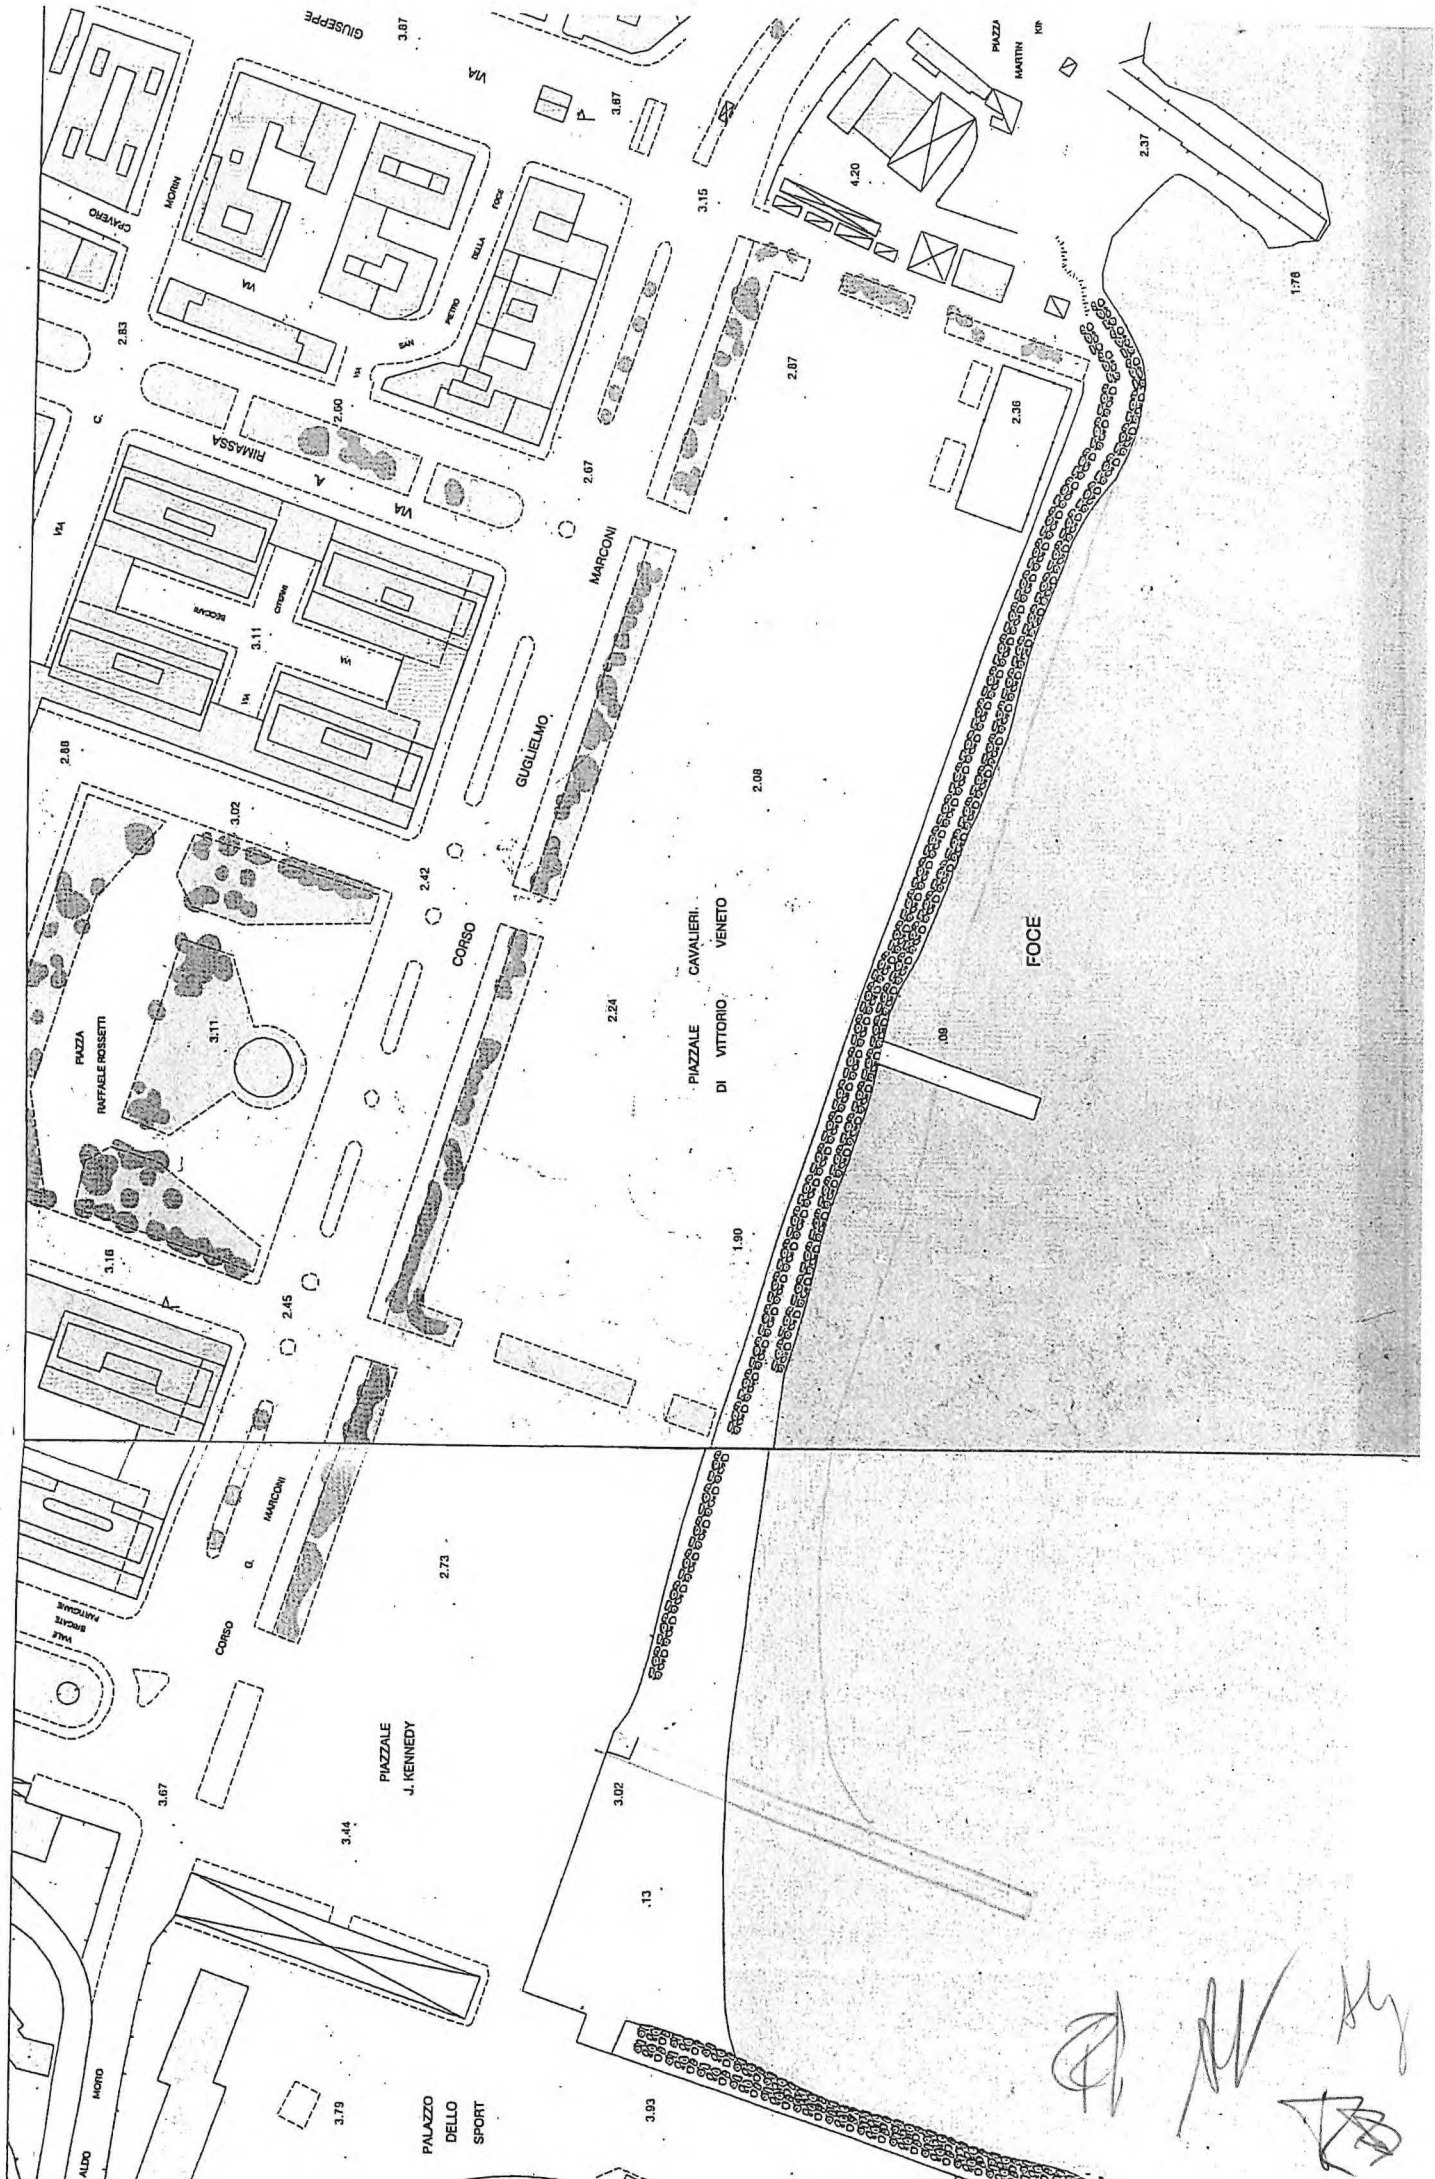 GIUSEPPE
VIA
3.87
3.67
P
PIAZZA
MARTIN
KIN
CRAVERO
MORIN
VIA
FOCE
DELLA
PIETRO
NYS
VIA
3.15
4.20
2.37
1.78
2.83
C.
VIA
2.60
RIMASSA
A.
VIA
2.67
2.87
2.36
MARCONI
GUGLIELMO
CORSO
BECCARI
3.11
VIA
VIA
2.88
3.02
2.42
2.08
PIAZZALE CAVALIERI
DI VITTORIO VENETO
FOCE
.09
2.24
1.90
PIAZZA
RAFFAELE ROSSETTI
3.11
3.16
2.45
MARCONI
G.
CORSO
VIALE
BRIGATE
PARTIGIANE
2.73
PIAZZALE
J. KENNEDY
3.67
3.44
3.02
.13
MORO
ALDO
3.79
PALAZZO
DELLO
SPORT
3.93